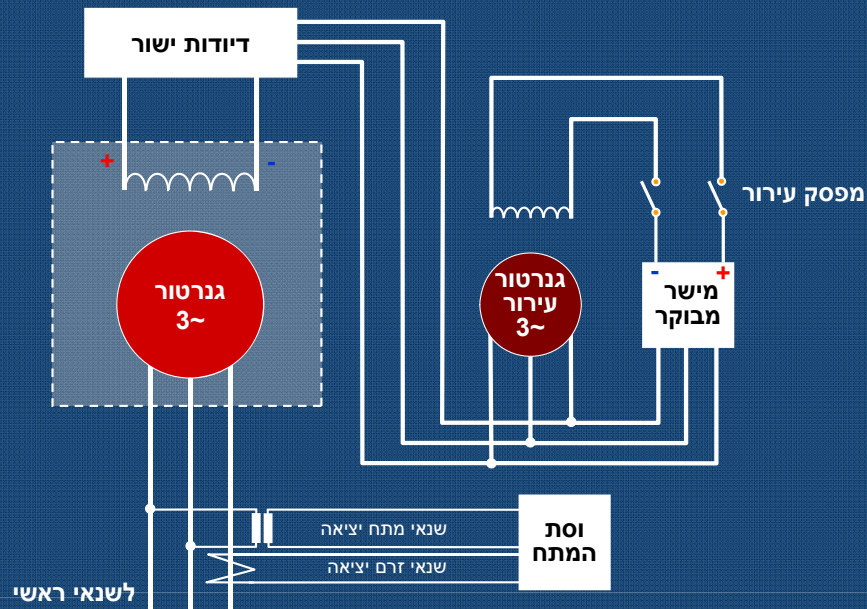 דיודות ישור
+
-
מפסק עירור
-
+
מישר
מבוקר
גנרטור
עירור
3~
גנרטור
3~
שנאי מתח יציאה
שנאי זרם יציאה
וסת
המתח
לשנאי ראשי